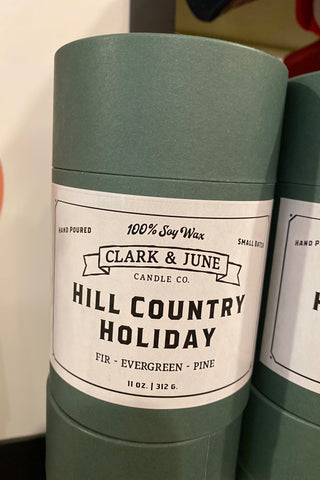 100% Soy Wax
HAND POURED
SMALL BATCH
CLARK & JUNE
CANDLE CO.
HILL COUNTRY
HOLIDAY
FIR - EVERGREEN - PINE
11 OZ. | 312 G.
HAND